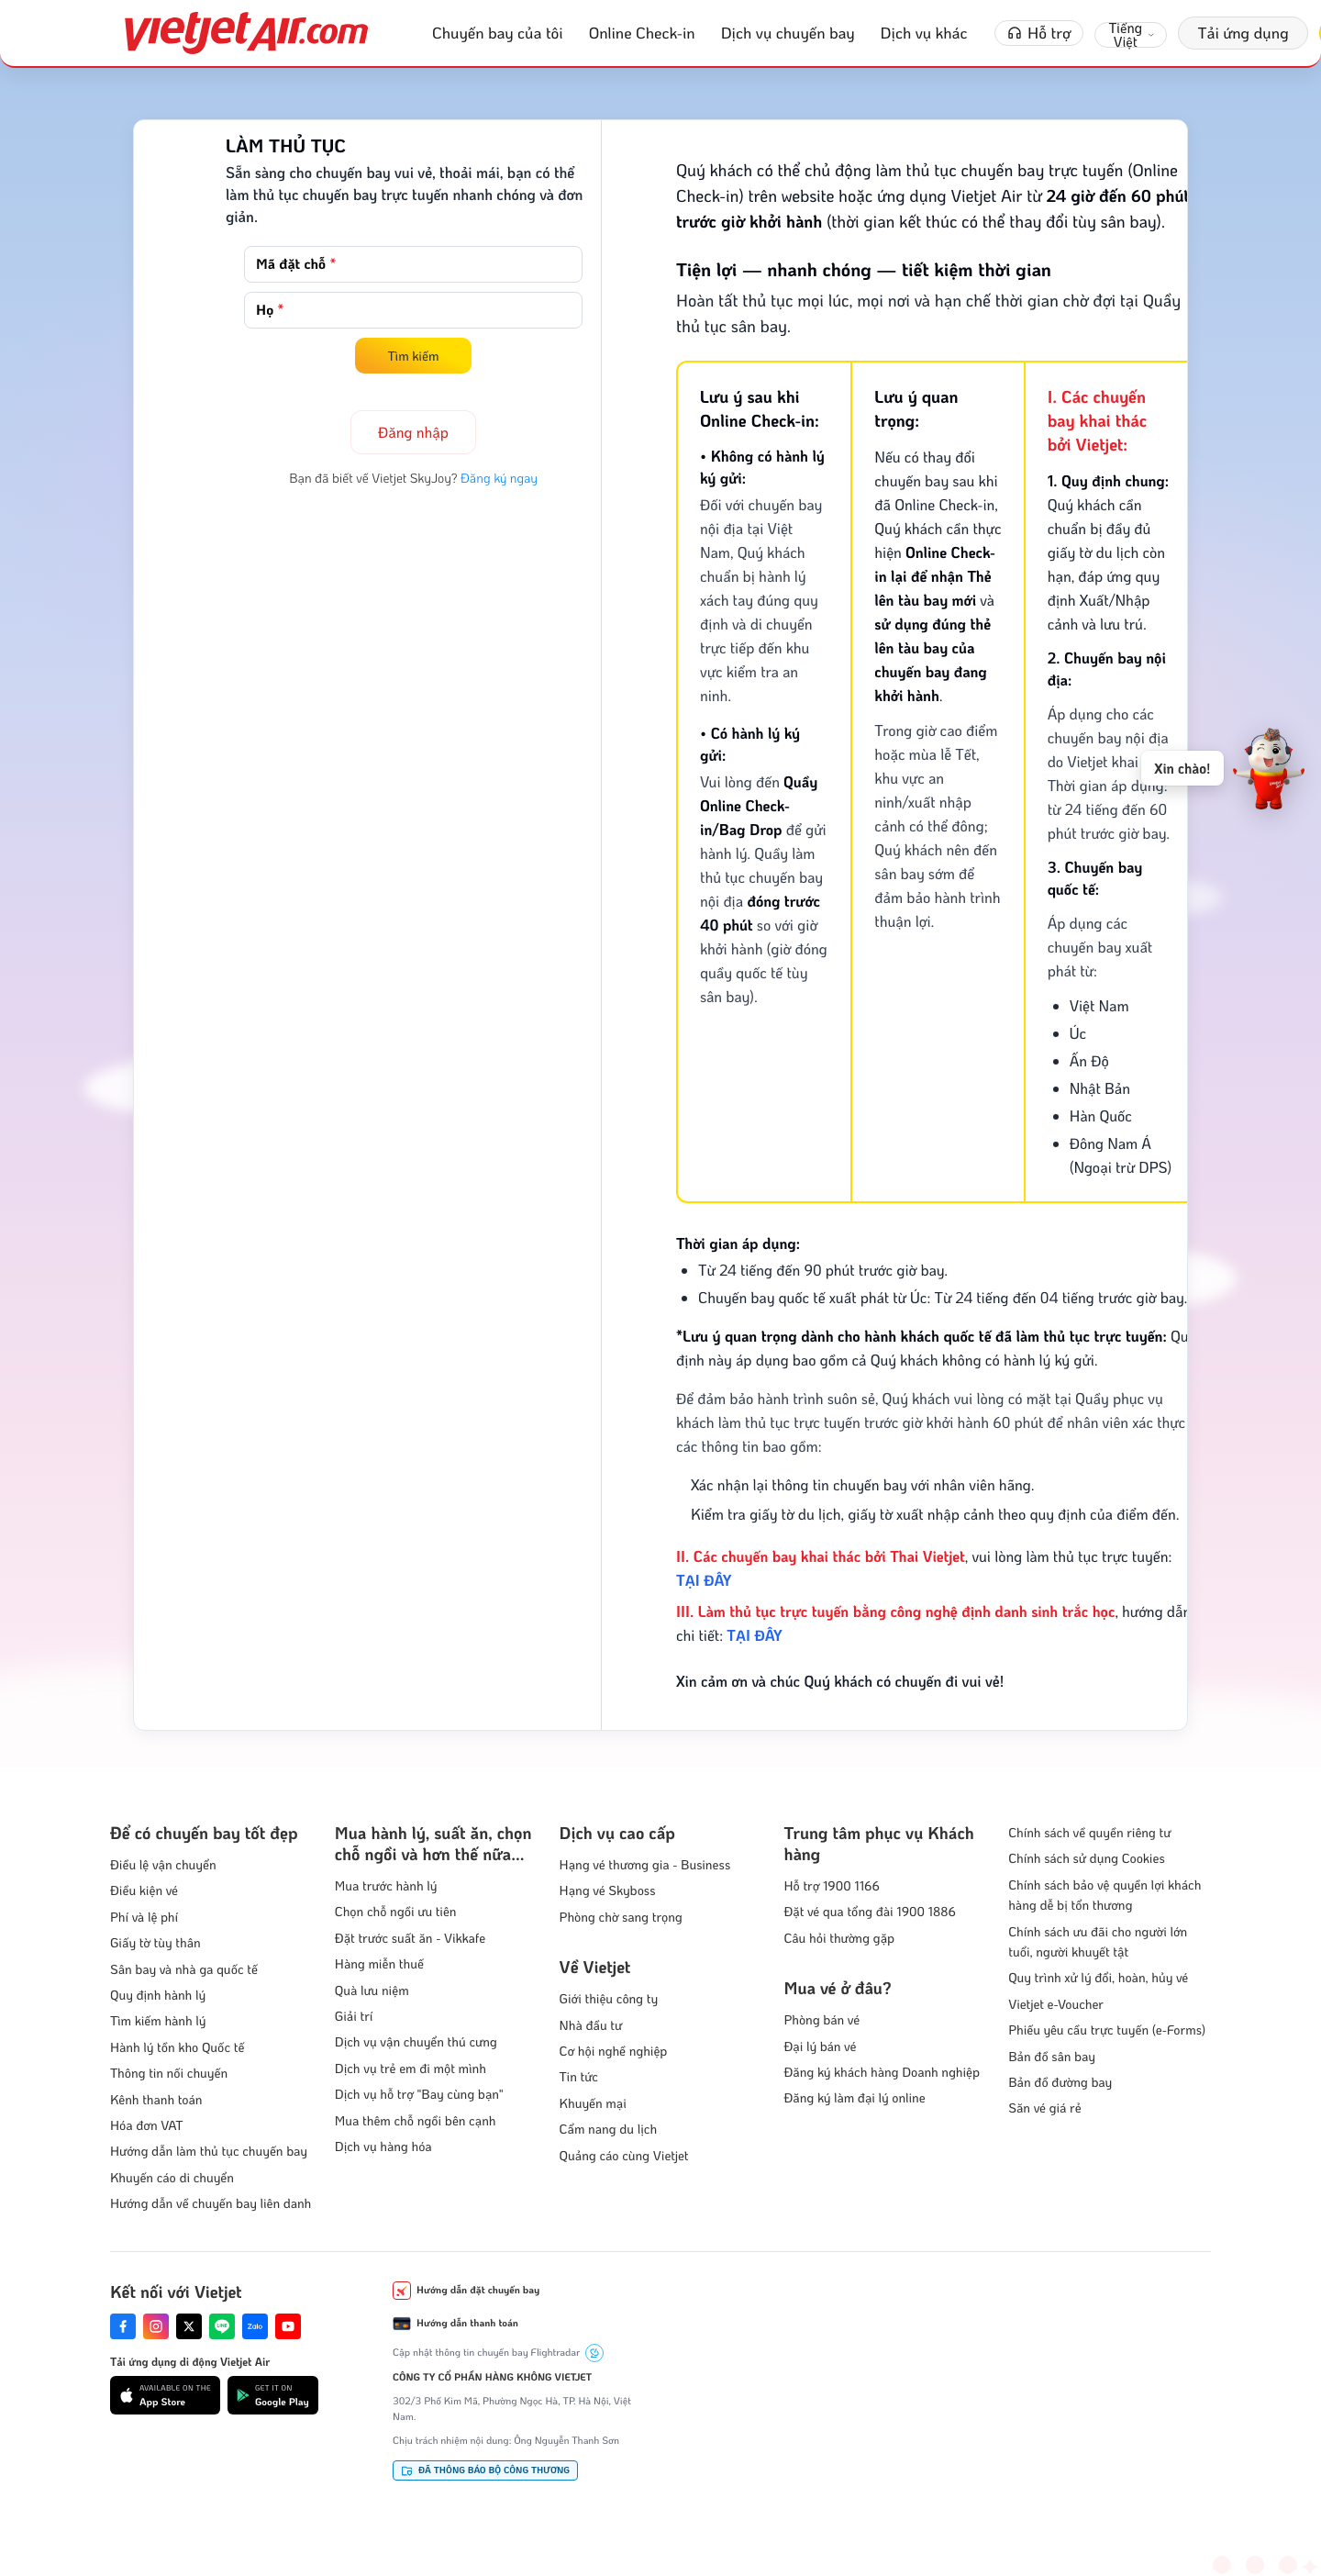 vietjetAir.com
Chuyến bay của tôi
Online Check-in
Dịch vụ chuyến bay
Dịch vụ khác
Hỗ trợ
Tiếng
Việt
Tải ứng dụng
LÀM THỦ TỤC
Sẵn sàng cho chuyến bay vui vẻ, thoải mái, bạn có thể
làm thủ tục chuyến bay trực tuyến nhanh chóng và đơn
giản.
Mã đặt chỗ *
Họ *
Tìm kiếm
Đăng nhập
Bạn đã biết về Vietjet SkyJoy? Đăng ký ngay
Quý khách có thể chủ động làm thủ tục chuyến bay trực tuyến (Online
Check-in) trên website hoặc ứng dụng Vietjet Air từ 24 giờ đến 60 phút
trước giờ khởi hành (thời gian kết thúc có thể thay đổi tùy sân bay).
Tiện lợi — nhanh chóng — tiết kiệm thời gian
Hoàn tất thủ tục mọi lúc, mọi nơi và hạn chế thời gian chờ đợi tại Quầy
thủ tục sân bay.
Lưu ý sau khi
Online Check-in:
• Không có hành lý
ký gửi:
Đối với chuyến bay
nội địa tại Việt
Nam, Quý khách
chuẩn bị hành lý
xách tay đúng quy
định và di chuyển
trực tiếp đến khu
vực kiểm tra an
ninh.
• Có hành lý ký
gửi:
Vui lòng đến Quầy
Online Check-
in/Bag Drop để gửi
hành lý. Quầy làm
thủ tục chuyến bay
nội địa đóng trước
40 phút so với giờ
khởi hành (giờ đóng
quầy quốc tế tùy
sân bay).
Lưu ý quan
trọng:
Nếu có thay đổi
chuyến bay sau khi
đã Online Check-in,
Quý khách cần thực
hiện Online Check-
in lại để nhận Thẻ
lên tàu bay mới và
sử dụng đúng thẻ
lên tàu bay của
chuyến bay đang
khởi hành.
Trong giờ cao điểm
hoặc mùa lễ Tết,
khu vực an
ninh/xuất nhập
cảnh có thể đông;
Quý khách nên đến
sân bay sớm để
đảm bảo hành trình
thuận lợi.
I. Các chuyến
bay khai thác
bởi Vietjet:
1. Quy định chung:
Quý khách cần
chuẩn bị đầy đủ
giấy tờ du lịch còn
hạn, đáp ứng quy
định Xuất/Nhập
cảnh và lưu trú.
2. Chuyến bay nội
địa:
Áp dụng cho các
chuyến bay nội địa
do Vietjet khai
Thời gian áp dụng:
từ 24 tiếng đến 60
phút trước giờ bay.
3. Chuyến bay
quốc tế:
Áp dụng các
chuyến bay xuất
phát từ:
• Việt Nam
• Úc
• Ấn Độ
• Nhật Bản
• Hàn Quốc
• Đông Nam Á
(Ngoại trừ DPS)
Xin chào!
Thời gian áp dụng:
• Từ 24 tiếng đến 90 phút trước giờ bay.
• Chuyến bay quốc tế xuất phát từ Úc: Từ 24 tiếng đến 04 tiếng trước giờ bay.
*Lưu ý quan trọng dành cho hành khách quốc tế đã làm thủ tục trực tuyến: Qu
định này áp dụng bao gồm cả Quý khách không có hành lý ký gửi.
Để đảm bảo hành trình suôn sẻ, Quý khách vui lòng có mặt tại Quầy phục vụ
khách làm thủ tục trực tuyến trước giờ khởi hành 60 phút để nhân viên xác thực
các thông tin bao gồm:
Xác nhận lại thông tin chuyến bay với nhân viên hãng.
Kiểm tra giấy tờ du lịch, giấy tờ xuất nhập cảnh theo quy định của điểm đến.
II. Các chuyến bay khai thác bởi Thai Vietjet, vui lòng làm thủ tục trực tuyến:
TẠI ĐÂY
III. Làm thủ tục trực tuyến bằng công nghệ định danh sinh trắc học, hướng dẫn
chi tiết: TẠI ĐÂY
Xin cảm ơn và chúc Quý khách có chuyến đi vui vẻ!
Để có chuyến bay tốt đẹp
Điều lệ vận chuyển
Điều kiện vé
Phí và lệ phí
Giấy tờ tùy thân
Sân bay và nhà ga quốc tế
Quy định hành lý
Tìm kiếm hành lý
Hành lý tồn kho Quốc tế
Thông tin nối chuyến
Kênh thanh toán
Hóa đơn VAT
Hướng dẫn làm thủ tục chuyến bay
Khuyến cáo di chuyển
Hướng dẫn về chuyến bay liên danh
Mua hành lý, suất ăn, chọn
chỗ ngồi và hơn thế nữa...
Mua trước hành lý
Chọn chỗ ngồi ưu tiên
Đặt trước suất ăn - Vikkafe
Hàng miễn thuế
Quà lưu niệm
Giải trí
Dịch vụ vận chuyển thú cưng
Dịch vụ trẻ em đi một mình
Dịch vụ hỗ trợ "Bay cùng bạn"
Mua thêm chỗ ngồi bên cạnh
Dịch vụ hàng hóa
Dịch vụ cao cấp
Hạng vé thương gia - Business
Hạng vé Skyboss
Phòng chờ sang trọng
Về Vietjet
Giới thiệu công ty
Nhà đầu tư
Cơ hội nghề nghiệp
Tin tức
Khuyến mại
Cẩm nang du lịch
Quảng cáo cùng Vietjet
Trung tâm phục vụ Khách
hàng
Hỗ trợ 1900 1166
Đặt vé qua tổng đài 1900 1886
Câu hỏi thường gặp
Mua vé ở đâu?
Phòng bán vé
Đại lý bán vé
Đăng ký khách hàng Doanh nghiệp
Đăng ký làm đại lý online
Chính sách về quyền riêng tư
Chính sách sử dụng Cookies
Chính sách bảo vệ quyền lợi khách
hàng dễ bị tổn thương
Chính sách ưu đãi cho người lớn
tuổi, người khuyết tật
Quy trình xử lý đổi, hoàn, hủy vé
Vietjet e-Voucher
Phiếu yêu cầu trực tuyến (e-Forms)
Bản đồ sân bay
Bản đồ đường bay
Săn vé giá rẻ
Kết nối với Vietjet
Zalo
Tải ứng dụng di động Vietjet Air
AVAILABLE ON THE
App Store
GET IT ON
Google Play
Hướng dẫn đặt chuyến bay
Hướng dẫn thanh toán
Cập nhật thông tin chuyến bay Flightradar
CÔNG TY CỔ PHẦN HÀNG KHÔNG VIETJET
302/3 Phố Kim Mã, Phường Ngọc Hà, TP. Hà Nội, Việt
Nam.
Chịu trách nhiệm nội dung: Ông Nguyễn Thanh Sơn
ĐÃ THÔNG BÁO BỘ CÔNG THƯƠNG